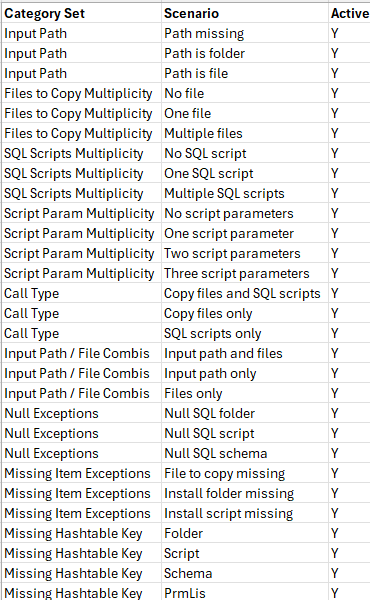 Category Set Scenario Active
Input Path Path missing Y
Input Path Path is folder Y
Input Path Path is file Y
Files to Copy Multiplicity No file Y
Files to Copy Multiplicity One file Y
Files to Copy Multiplicity Multiple files Y
SQL Scripts Multiplicity No SQL script Y
SQL Scripts Multiplicity One SQL script Y
SQL Scripts Multiplicity Multiple SQL scripts Y
Script Param Multiplicity No script parameters Y
Script Param Multiplicity One script parameter Y
Script Param Multiplicity Two script parameters Y
Script Param Multiplicity Three script parameters Y
Call Type Copy files and SQL scripts Y
Call Type Copy files only Y
Call Type SQL scripts only Y
Input Path / File Combis Input path and files Y
Input Path / File Combis Input path only Y
Input Path / File Combis Files only Y
Null Exceptions Null SQL folder Y
Null Exceptions Null SQL script Y
Null Exceptions Null SQL schema Y
Missing Item Exceptions File to copy missing Y
Missing Item Exceptions Install folder missing Y
Missing Item Exceptions Install script missing Y
Missing Hashtable Key Folder Y
Missing Hashtable Key Script Y
Missing Hashtable Key Schema Y
Missing Hashtable Key PrmLis Y